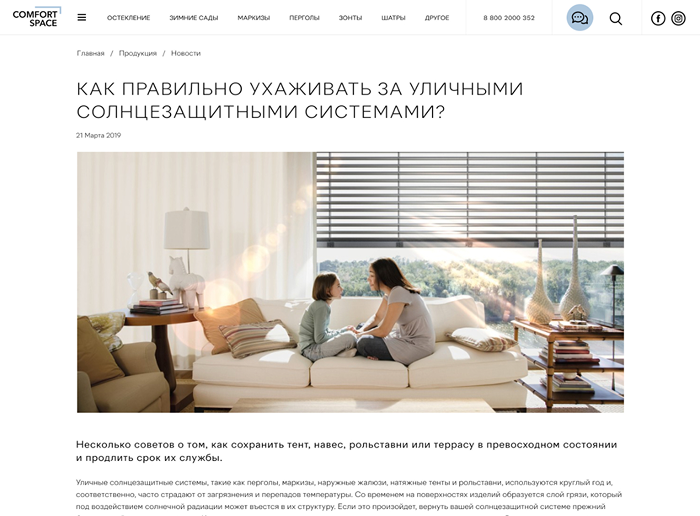 COMFORT
SPACE
ОСТЕКЛЕНИЕ ЗИМНИЕ САДЫ МАРКИЗЫ ПЕРГОЛЫ ЗОНТЫ ШАТРЫ ДРУГОЕ 8 800 2000 352
Главная / Продукция / Новости
КАК ПРАВИЛЬНО УХАЖИВАТЬ ЗА УЛИЧНЫМИ
СОЛНЦЕЗАЩИТНЫМИ СИСТЕМАМИ?
21 Марта 2019
Несколько советов о том, как сохранить тент, навес, рольставни или террасу в превосходном состоянии
и продлить срок их службы.
Уличные солнцезащитные системы, такие как перголы, маркизы, наружные жалюзи, натяжные тенты и рольставни, используются круглый год и,
соответственно, часто страдают от загрязнения и перепадов температуры. Со временем на поверхностях изделий образуется слой грязи, который
под воздействием солнечной радиации может въестся в их структуру. Если это произойдет, вернуть вашей солнцезащитной системе прежний